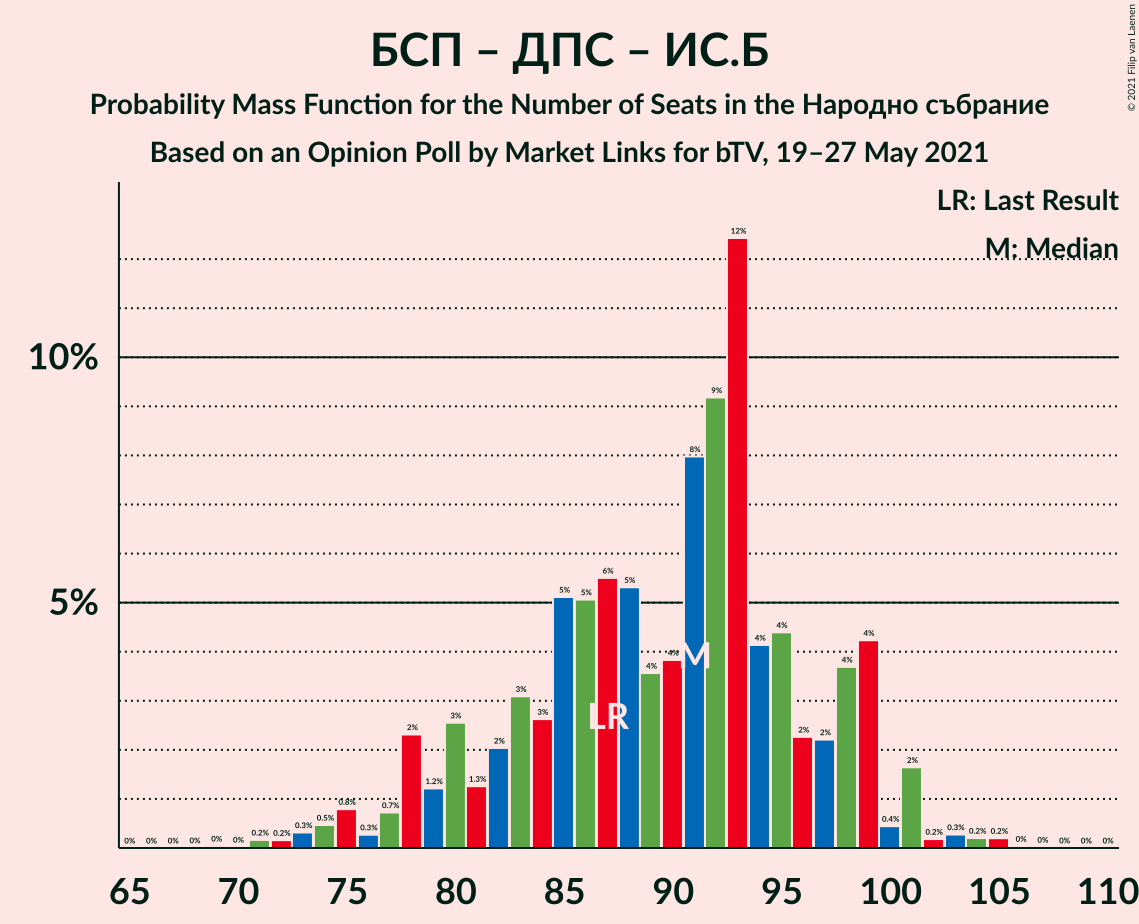 БСП – ДПС – ИС.Б
Probability Mass Function for the Number of Seats in the Народно събрание
Based on an Opinion Poll by Market Links for bTV, 19–27 May 2021
© 2021 Filip van Laenen
LR: Last Result
M: Median
10%
5%
0% 0% 0% 0% 0% 0% 0.2% 0.2% 0.3% 0.5% 0.8% 0.3% 0.7% 2% 1.2% 3% 1.3% 2% 3% 3% 5% 5% 6% 5% 4% 4% 8% 9% 12% 4% 4% 2% 2% 4% 4% 0.4% 2% 0.2% 0.3% 0.2% 0.2% 0% 0% 0% 0% 0%
M
LR
65 70 75 80 85 90 95 100 105 110